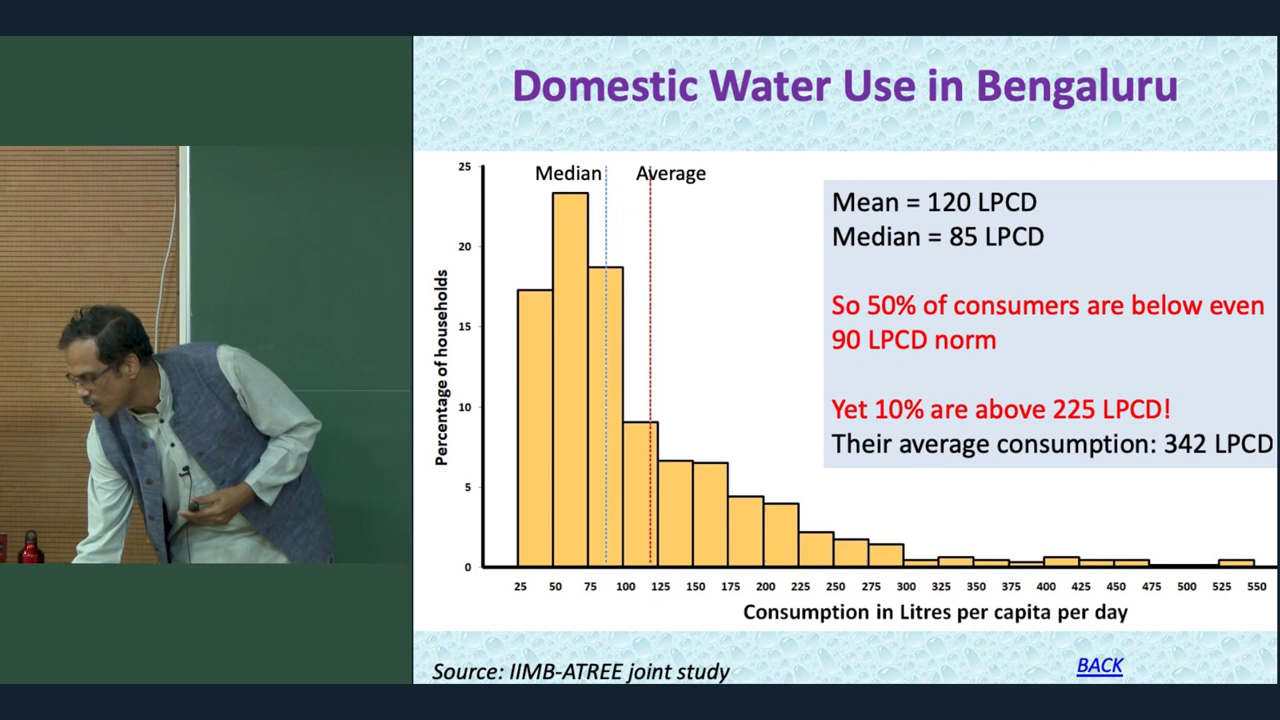 Domestic Water Use in Bengaluru
25
Median
Average
20
15
10
5
0
Percentage of households
25 50 75 100 125 150 175 200 225 250 275 300 325 350 375 400 425 450 475 500 525 550
Consumption in Litres per capita per day
Mean = 120 LPCD
Median = 85 LPCD
So 50% of consumers are below even
90 LPCD norm
Yet 10% are above 225 LPCD!
Their average consumption: 342 LPCD
Source: IIMB-ATREE joint study
BACK